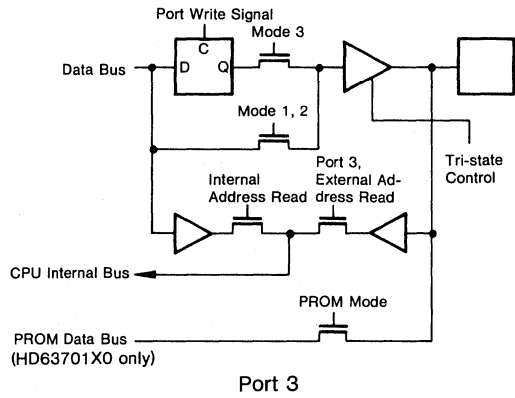 Port Write Signal
Mode 3
C
Data Bus
D
Q
Mode 1, 2
Tri-state
Control
Internal
Address Read
Port 3,
External Ad-
dress Read
CPU Internal Bus
PROM Mode
PROM Data Bus
(HD63701X0 only)
Port 3